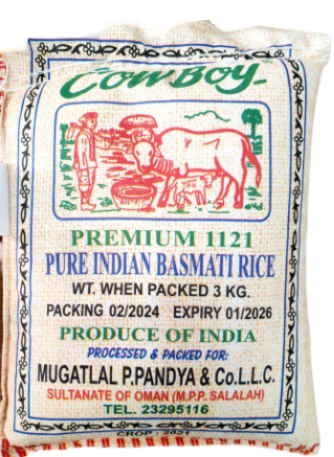 COWBOY
PREMIUM 1121
PURE INDIAN BASMATI RICE
WT. WHEN PACKED 3 KG.
PACKING 02/2024 EXPIRY 01/2026
PRODUCE OF INDIA
PROCESSED & PACKED FOR:
MUGATLAL P.PANDYA & Co.L.L.C.
SULTANATE OF OMAN (M.P.P. SALALAH)
TEL. 23295116